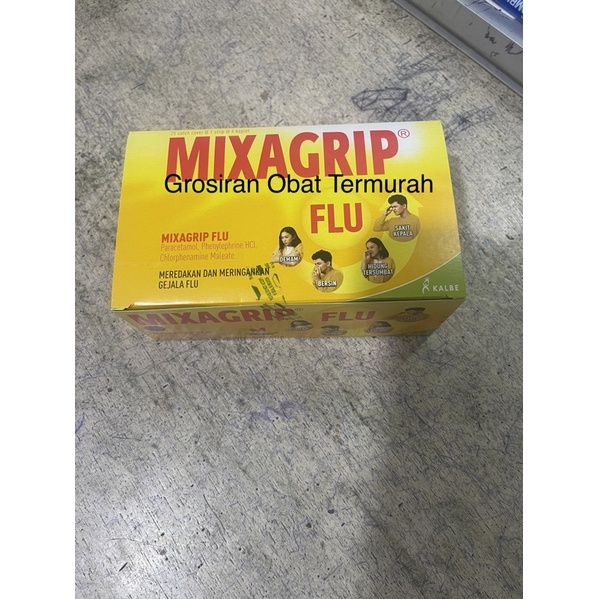 MIXAGRIP®
Grosiran Obat Termurah
FLU
MIXAGRIP FLU
Paracetamol, Phenylephrine HCl,
Chlorphenamine Maleate
SAKIT
KEPALA
DEMAM
HIDUNG
TERSUMBAT
BERSIN
MEREDAKAN DAN MERINGANKAN
GEJALA FLU
KALBE
MIXAGRIP FLU